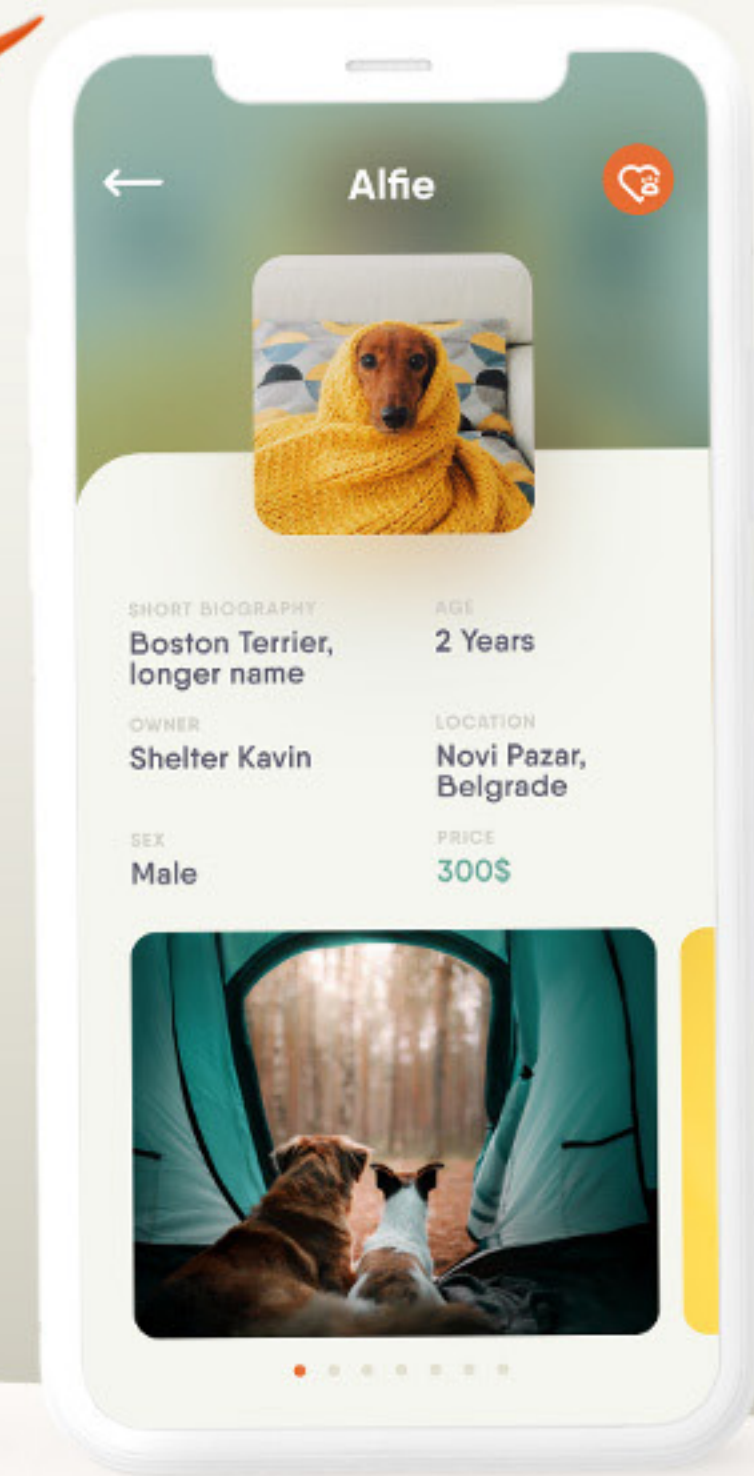 Alfie
SHORT BIOGRAPHY
Boston Terrier,
longer name
AGE
2 Years
OWNER
Shelter Kavin
LOCATION
Novi Pazar,
Belgrade
SEX
Male
PRICE
300$